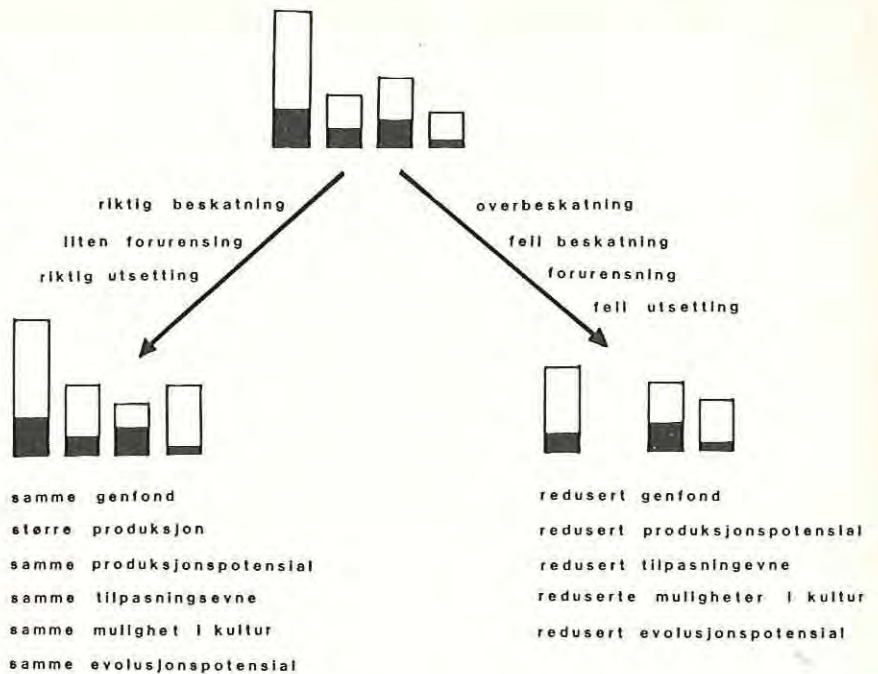 riktig beskatning
liten forurensing
riktig utsetting
overbeskatning
feil beskatning
forurensning
feil utsetting
samme genfond
større produksjon
samme produksjonspotensial
samme tilpasningsevne
samme mulighet i kultur
samme evolusjonspotensial
redusert genfond
redusert produksjonspotensial
redusert tilpasningevne
reduserte muligheter i kultur
redusert evolusjonspotensial